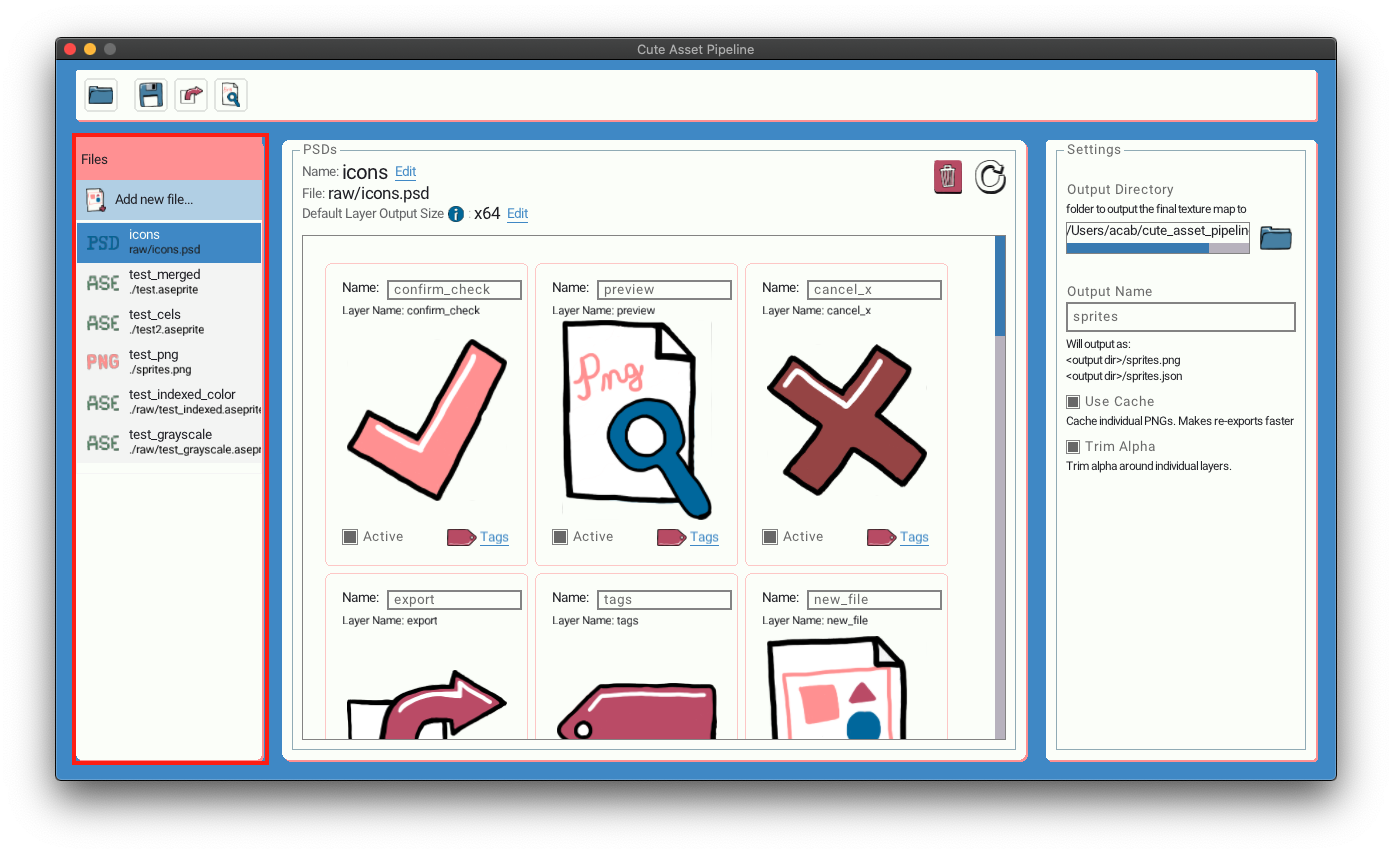 Cute Asset Pipeline
Files
Add new file...
PSD
icons
raw/icons.psd
ASE
test_merged
./test.aseprite
ASE
test_cels
./test2.aseprite
PNG
test_png
./sprites.png
ASE
test_indexed_color
./raw/test_indexed.aseprite
ASE
test_grayscale
./raw/test_grayscale.asepr
PSDs
Name: icons Edit
File: raw/icons.psd
Default Layer Output Size i : x64 Edit
Name: confirm_check
Layer Name: confirm_check
Active
Tags
Name: preview
Layer Name: preview
Png
Active
Tags
Name: cancel_x
Layer Name: cancel_x
Active
Tags
Name: export
Layer Name: export
Name: tags
Layer Name: tags
Name: new_file
Layer Name: new_file
Settings
Output Directory
folder to output the final texture map to
/Users/acab/cute_asset_pipelin
Output Name
sprites
Will output as:
<output dir>/sprites.png
<output dir>/sprites.json
Use Cache
Cache individual PNGs. Makes re-exports faster
Trim Alpha
Trim alpha around individual layers.